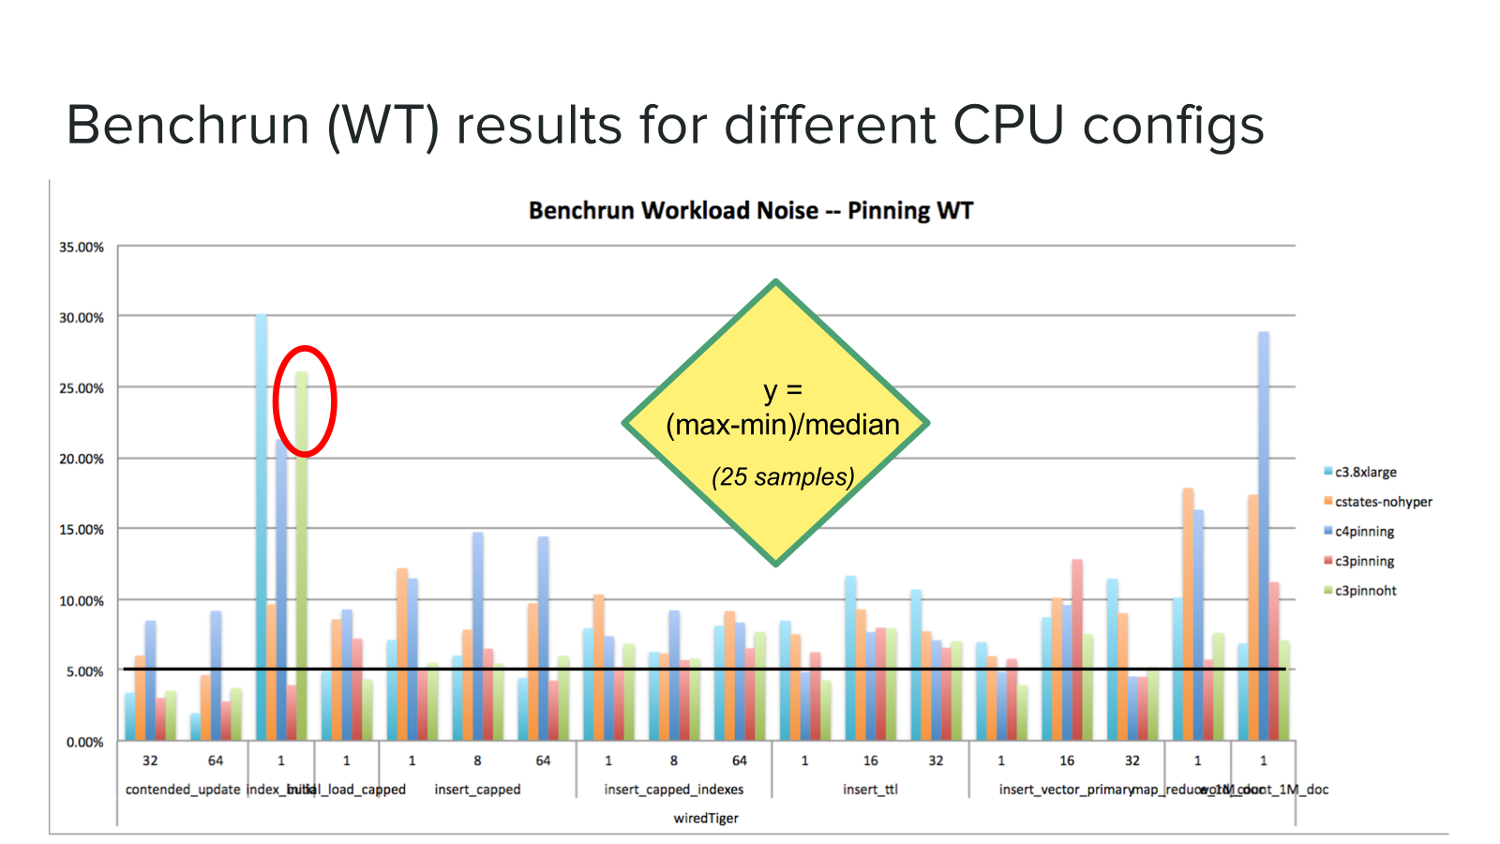 Benchrun (WT) results for different CPU configs
Benchrun Workload Noise -- Pinning WT
35.00%
30.00%
25.00%
20.00%
15.00%
10.00%
5.00%
0.00%
y =
(max-min)/median
(25 samples)
c3.8xlarge
cstates-nohyper
c4pinning
c3pinning
c3pinnoht
32 64 1 1 1 8 64 1 8 64 1 16 32 1 16 32 1 1
contended_update index_build initial_load_capped insert_capped insert_capped_indexes insert_ttl insert_vector_primary map_reduce_1M_doc word_count_1M_doc
wiredTiger